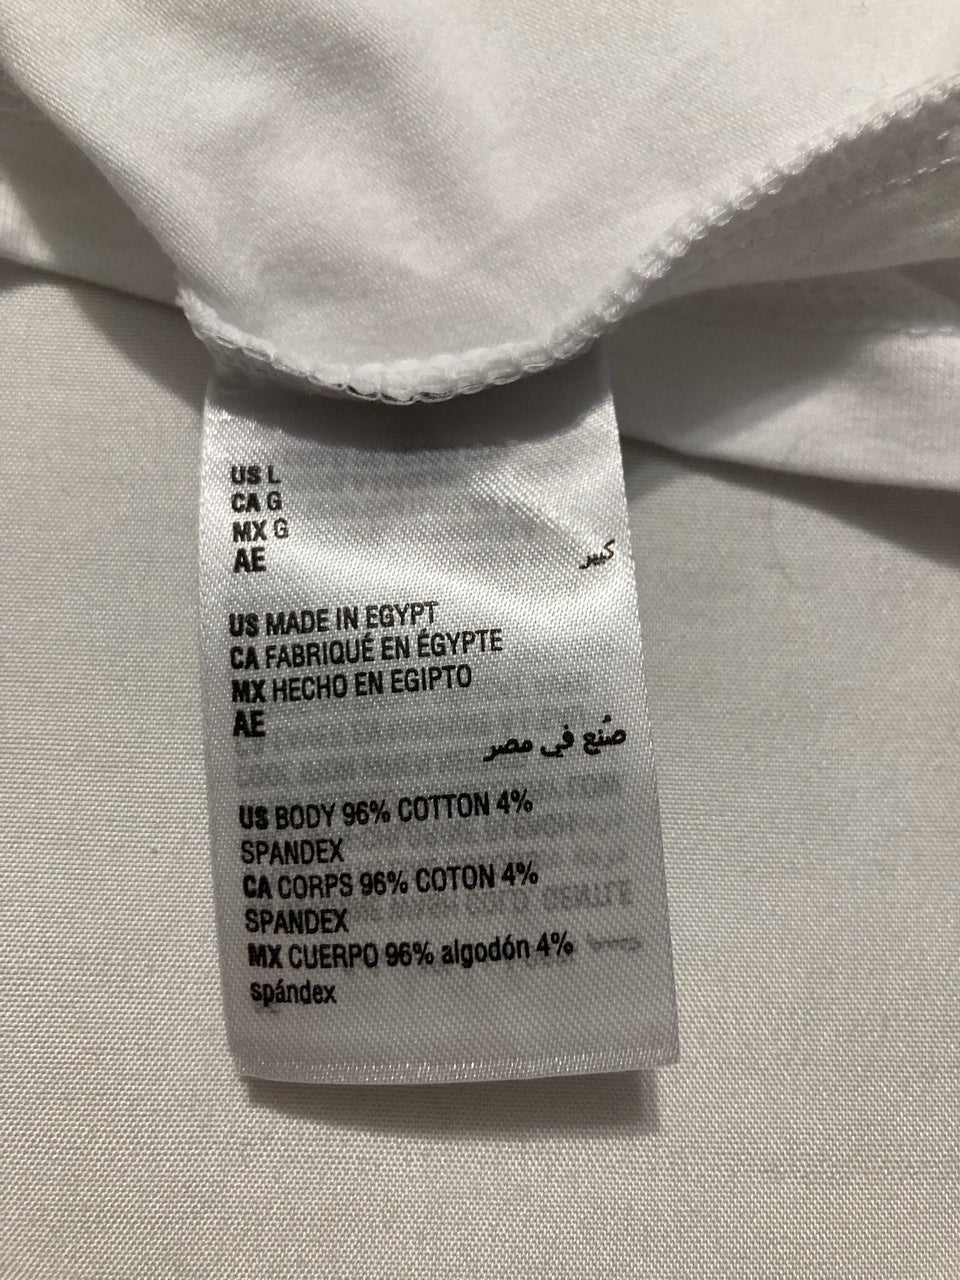 US L
CA G
MX G
AE كبير
US MADE IN EGYPT
CA FABRIQUÉ EN ÉGYPTE
MX HECHO EN EGIPTO
AE
صُنع في مصر
US BODY 96% COTTON 4%
SPANDEX
CA CORPS 96% COTON 4%
SPANDEX
MX CUERPO 96% algodón 4%
spándex